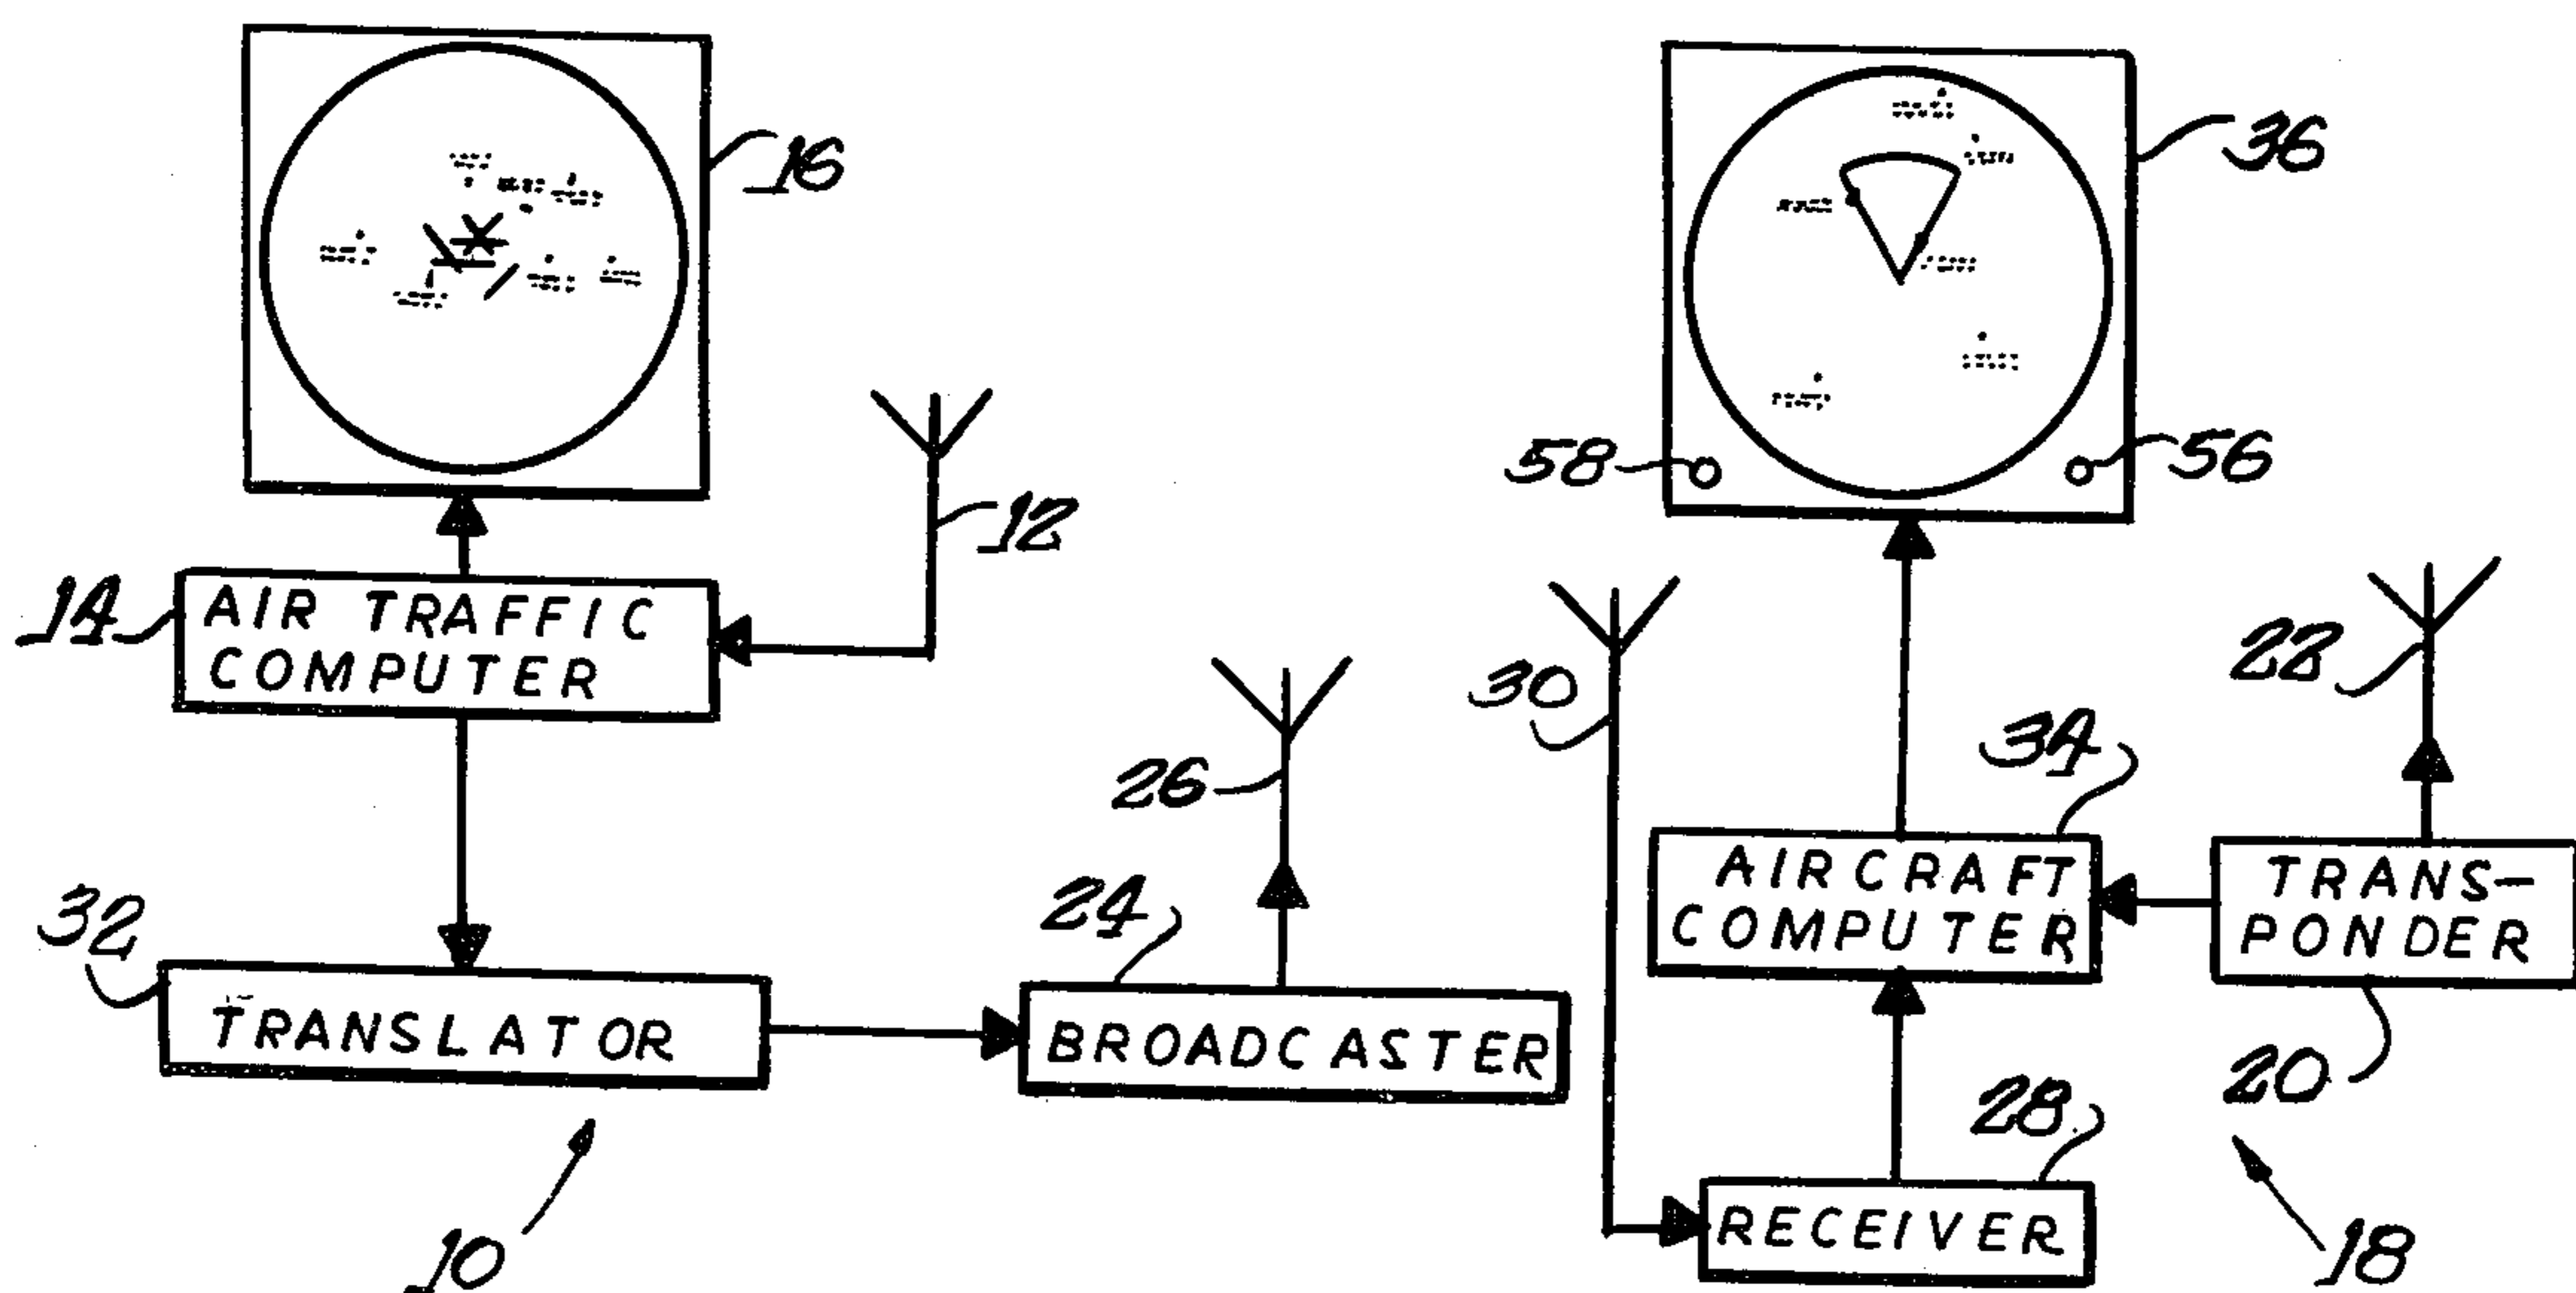 16
36
58
56
12
14
AIR TRAFFIC
COMPUTER
30
22
26
34
32
24
AIRCRAFT
COMPUTER
TRANS-
PONDER
TRANSLATOR
BROADCASTER
20
28
RECEIVER
10
18